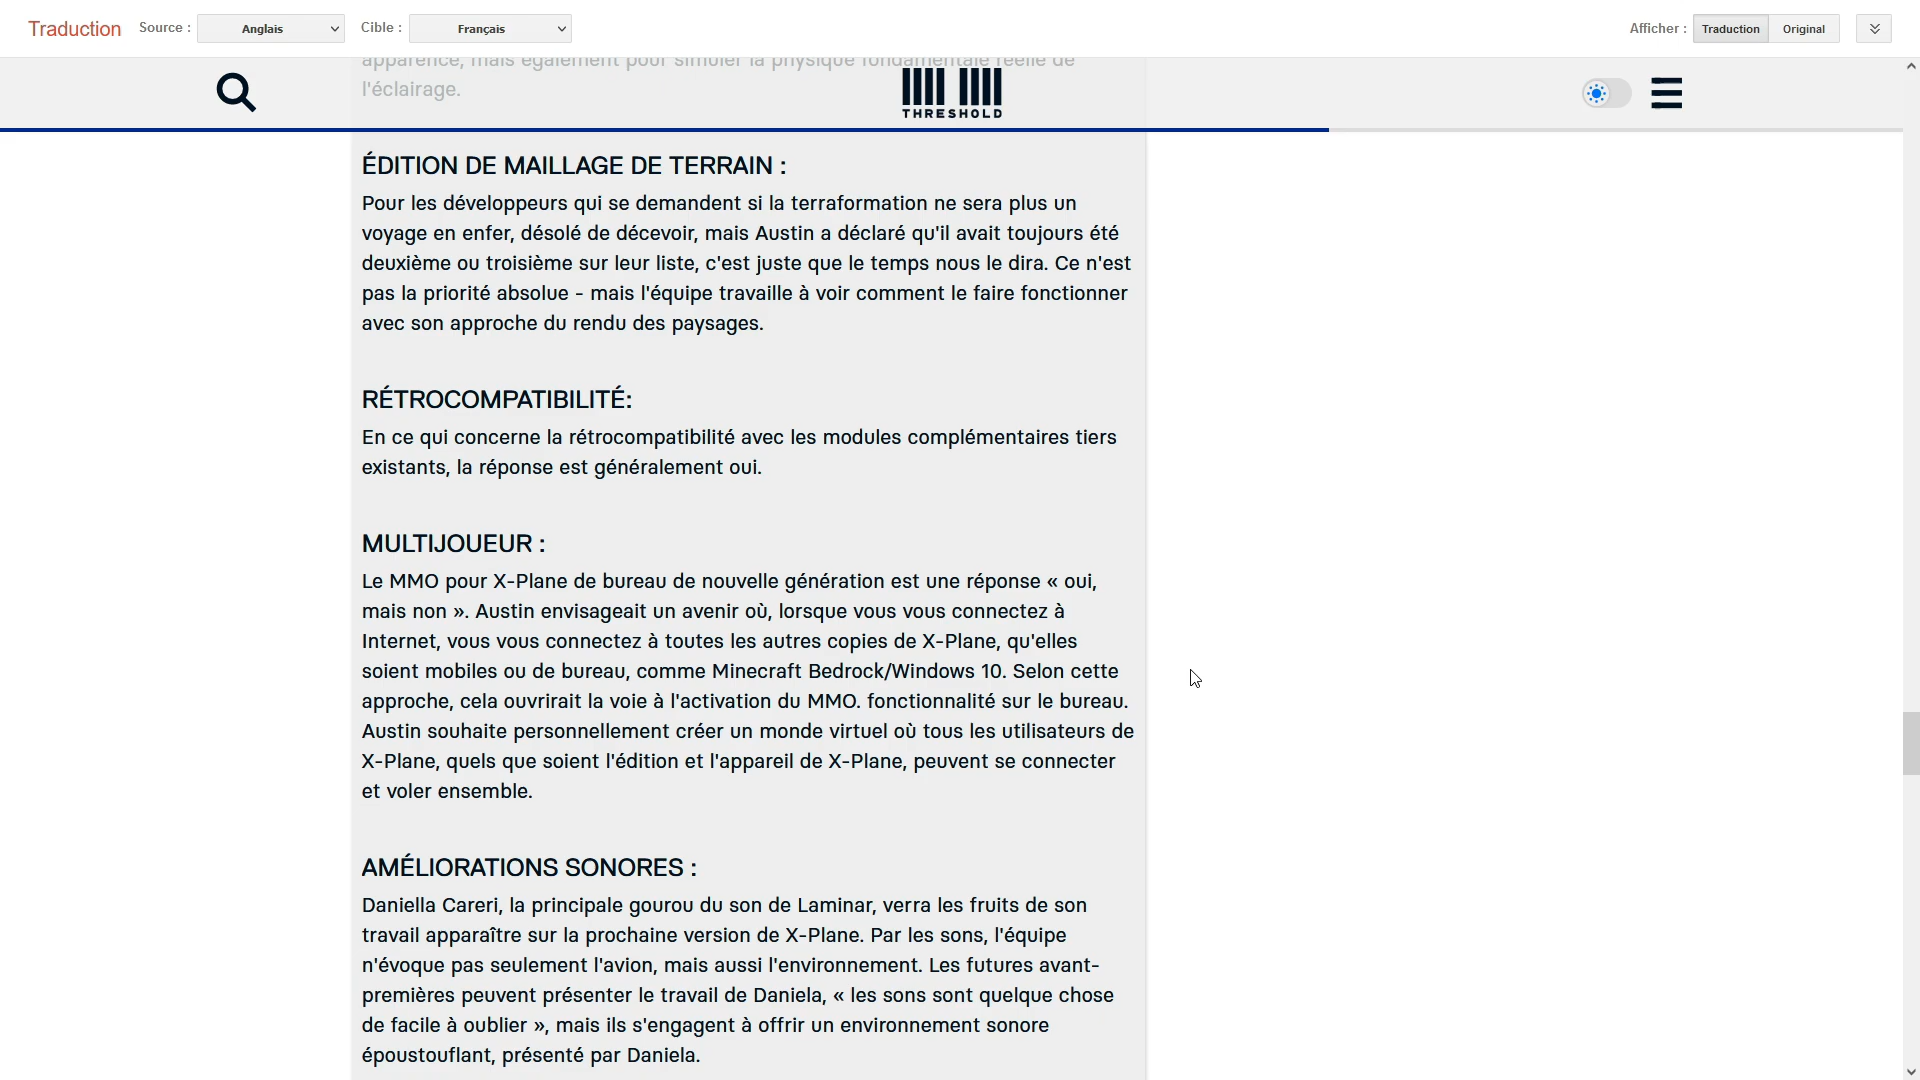 Traduction Source : Anglais Cible : Français Afficher : Traduction Original
apparence, mais également pour simuler la physique fondamentale réelle de
l'éclairage.
THRESHOLD
ÉDITION DE MAILLAGE DE TERRAIN :
Pour les développeurs qui se demandent si la terraformation ne sera plus un
voyage en enfer, désolé de décevoir, mais Austin a déclaré qu'il avait toujours été
deuxième ou troisième sur leur liste, c'est juste que le temps nous le dira. Ce n'est
pas la priorité absolue - mais l'équipe travaille à voir comment le faire fonctionner
avec son approche du rendu des paysages.
RÉTROCOMPATIBILITÉ:
En ce qui concerne la rétrocompatibilité avec les modules complémentaires tiers
existants, la réponse est généralement oui.
MULTIJOUEUR :
Le MMO pour X-Plane de bureau de nouvelle génération est une réponse « oui,
mais non ». Austin envisageait un avenir où, lorsque vous vous connectez à
Internet, vous vous connectez à toutes les autres copies de X-Plane, qu'elles
soient mobiles ou de bureau, comme Minecraft Bedrock/Windows 10. Selon cette
approche, cela ouvrirait la voie à l'activation du MMO. fonctionnalité sur le bureau.
Austin souhaite personnellement créer un monde virtuel où tous les utilisateurs de
X-Plane, quels que soient l'édition et l'appareil de X-Plane, peuvent se connecter
et voler ensemble.
AMÉLIORATIONS SONORES :
Daniella Careri, la principale gourou du son de Laminar, verra les fruits de son
travail apparaître sur la prochaine version de X-Plane. Par les sons, l'équipe
n'évoque pas seulement l'avion, mais aussi l'environnement. Les futures avant-
premières peuvent présenter le travail de Daniela, « les sons sont quelque chose
de facile à oublier », mais ils s'engagent à offrir un environnement sonore
époustouflant, présenté par Daniela.